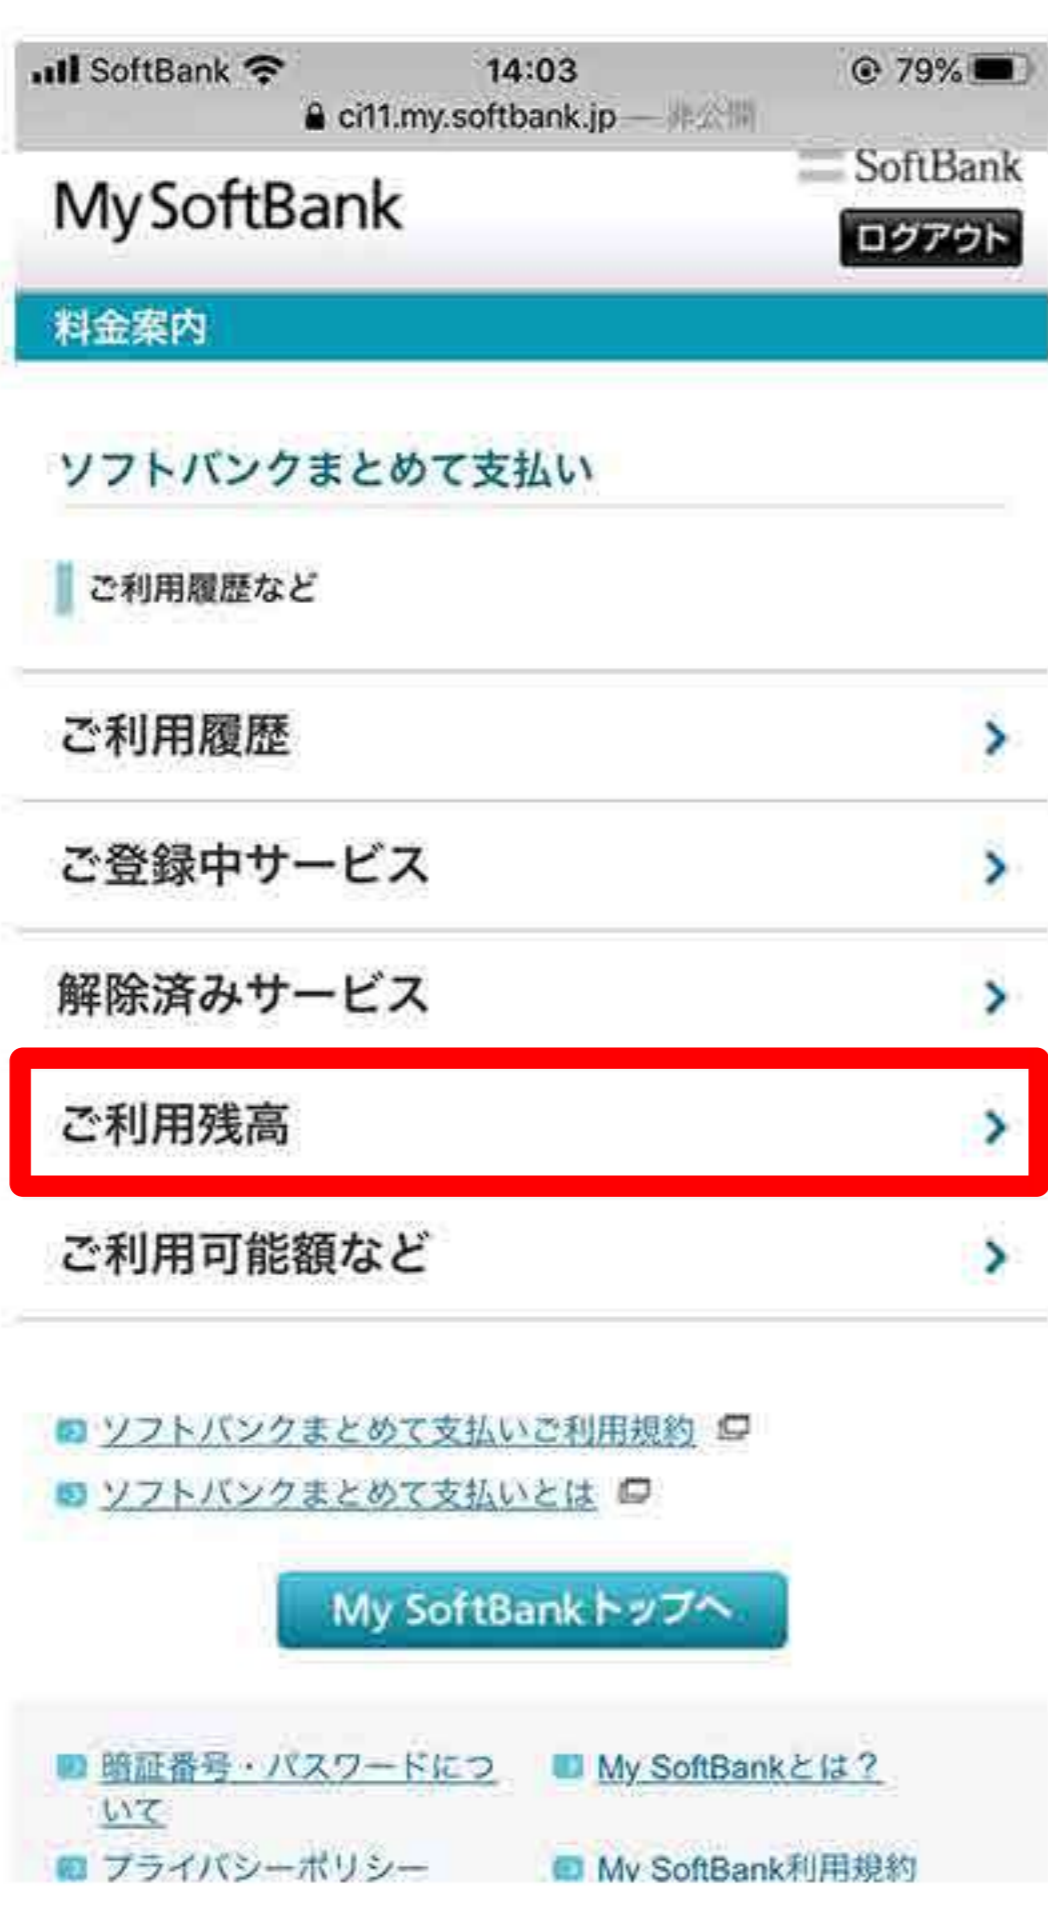 SoftBank 14:03 79%
ci11.my.softbank.jp — 非公開
My SoftBank
SoftBank
ログアウト
料金案内
ソフトバンクまとめて支払い
ご利用履歴など
ご利用履歴
ご登録中サービス
解除済みサービス
ご利用残高
ご利用可能額など
ソフトバンクまとめて支払いご利用規約
ソフトバンクまとめて支払いとは
My SoftBankトップへ
暗証番号・パスワードにつ
いて
My SoftBankとは？
プライバシーポリシー
My SoftBank利用規約